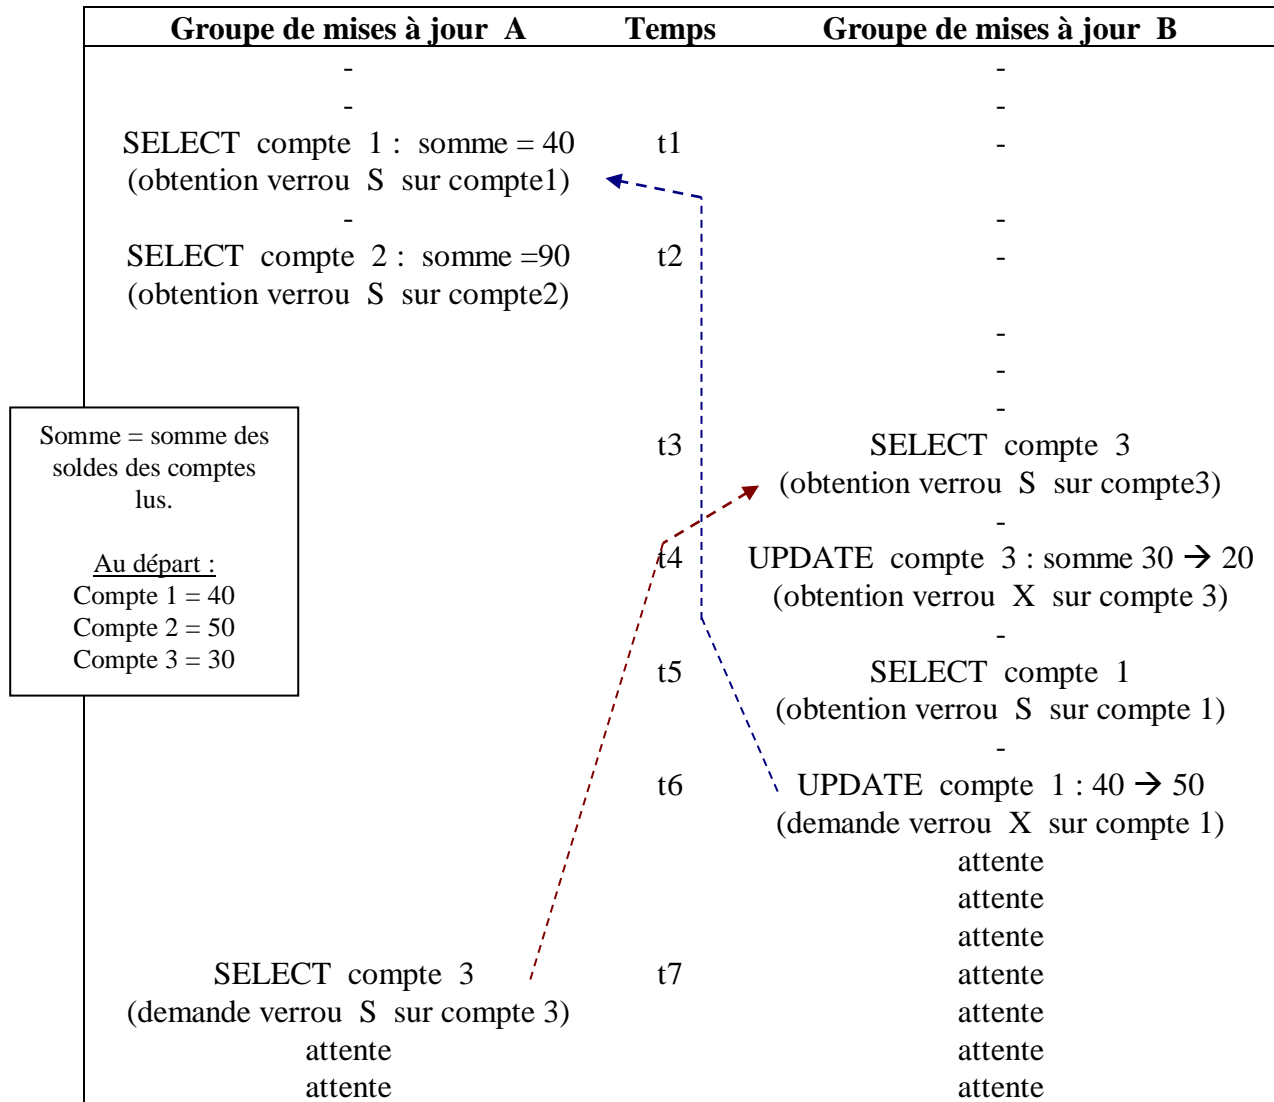 Groupe de mises à jour A Temps Groupe de mises à jour B
- -
- -
SELECT compte 1 : somme = 40 t1 -
(obtention verrou S sur compte1)
- -
SELECT compte 2 : somme =90 t2 -
(obtention verrou S sur compte2)
-
-
-
Somme = somme des
soldes des comptes
lus.
Au départ :
Compte 1 = 40
Compte 2 = 50
Compte 3 = 30
t3 SELECT compte 3
(obtention verrou S sur compte3)
-
t4 UPDATE compte 3 : somme 30 → 20
(obtention verrou X sur compte 3)
-
t5 SELECT compte 1
(obtention verrou S sur compte 1)
-
t6 UPDATE compte 1 : 40 → 50
(demande verrou X sur compte 1)
attente
attente
attente
SELECT compte 3 t7 attente
(demande verrou S sur compte 3) attente
attente attente
attente attente